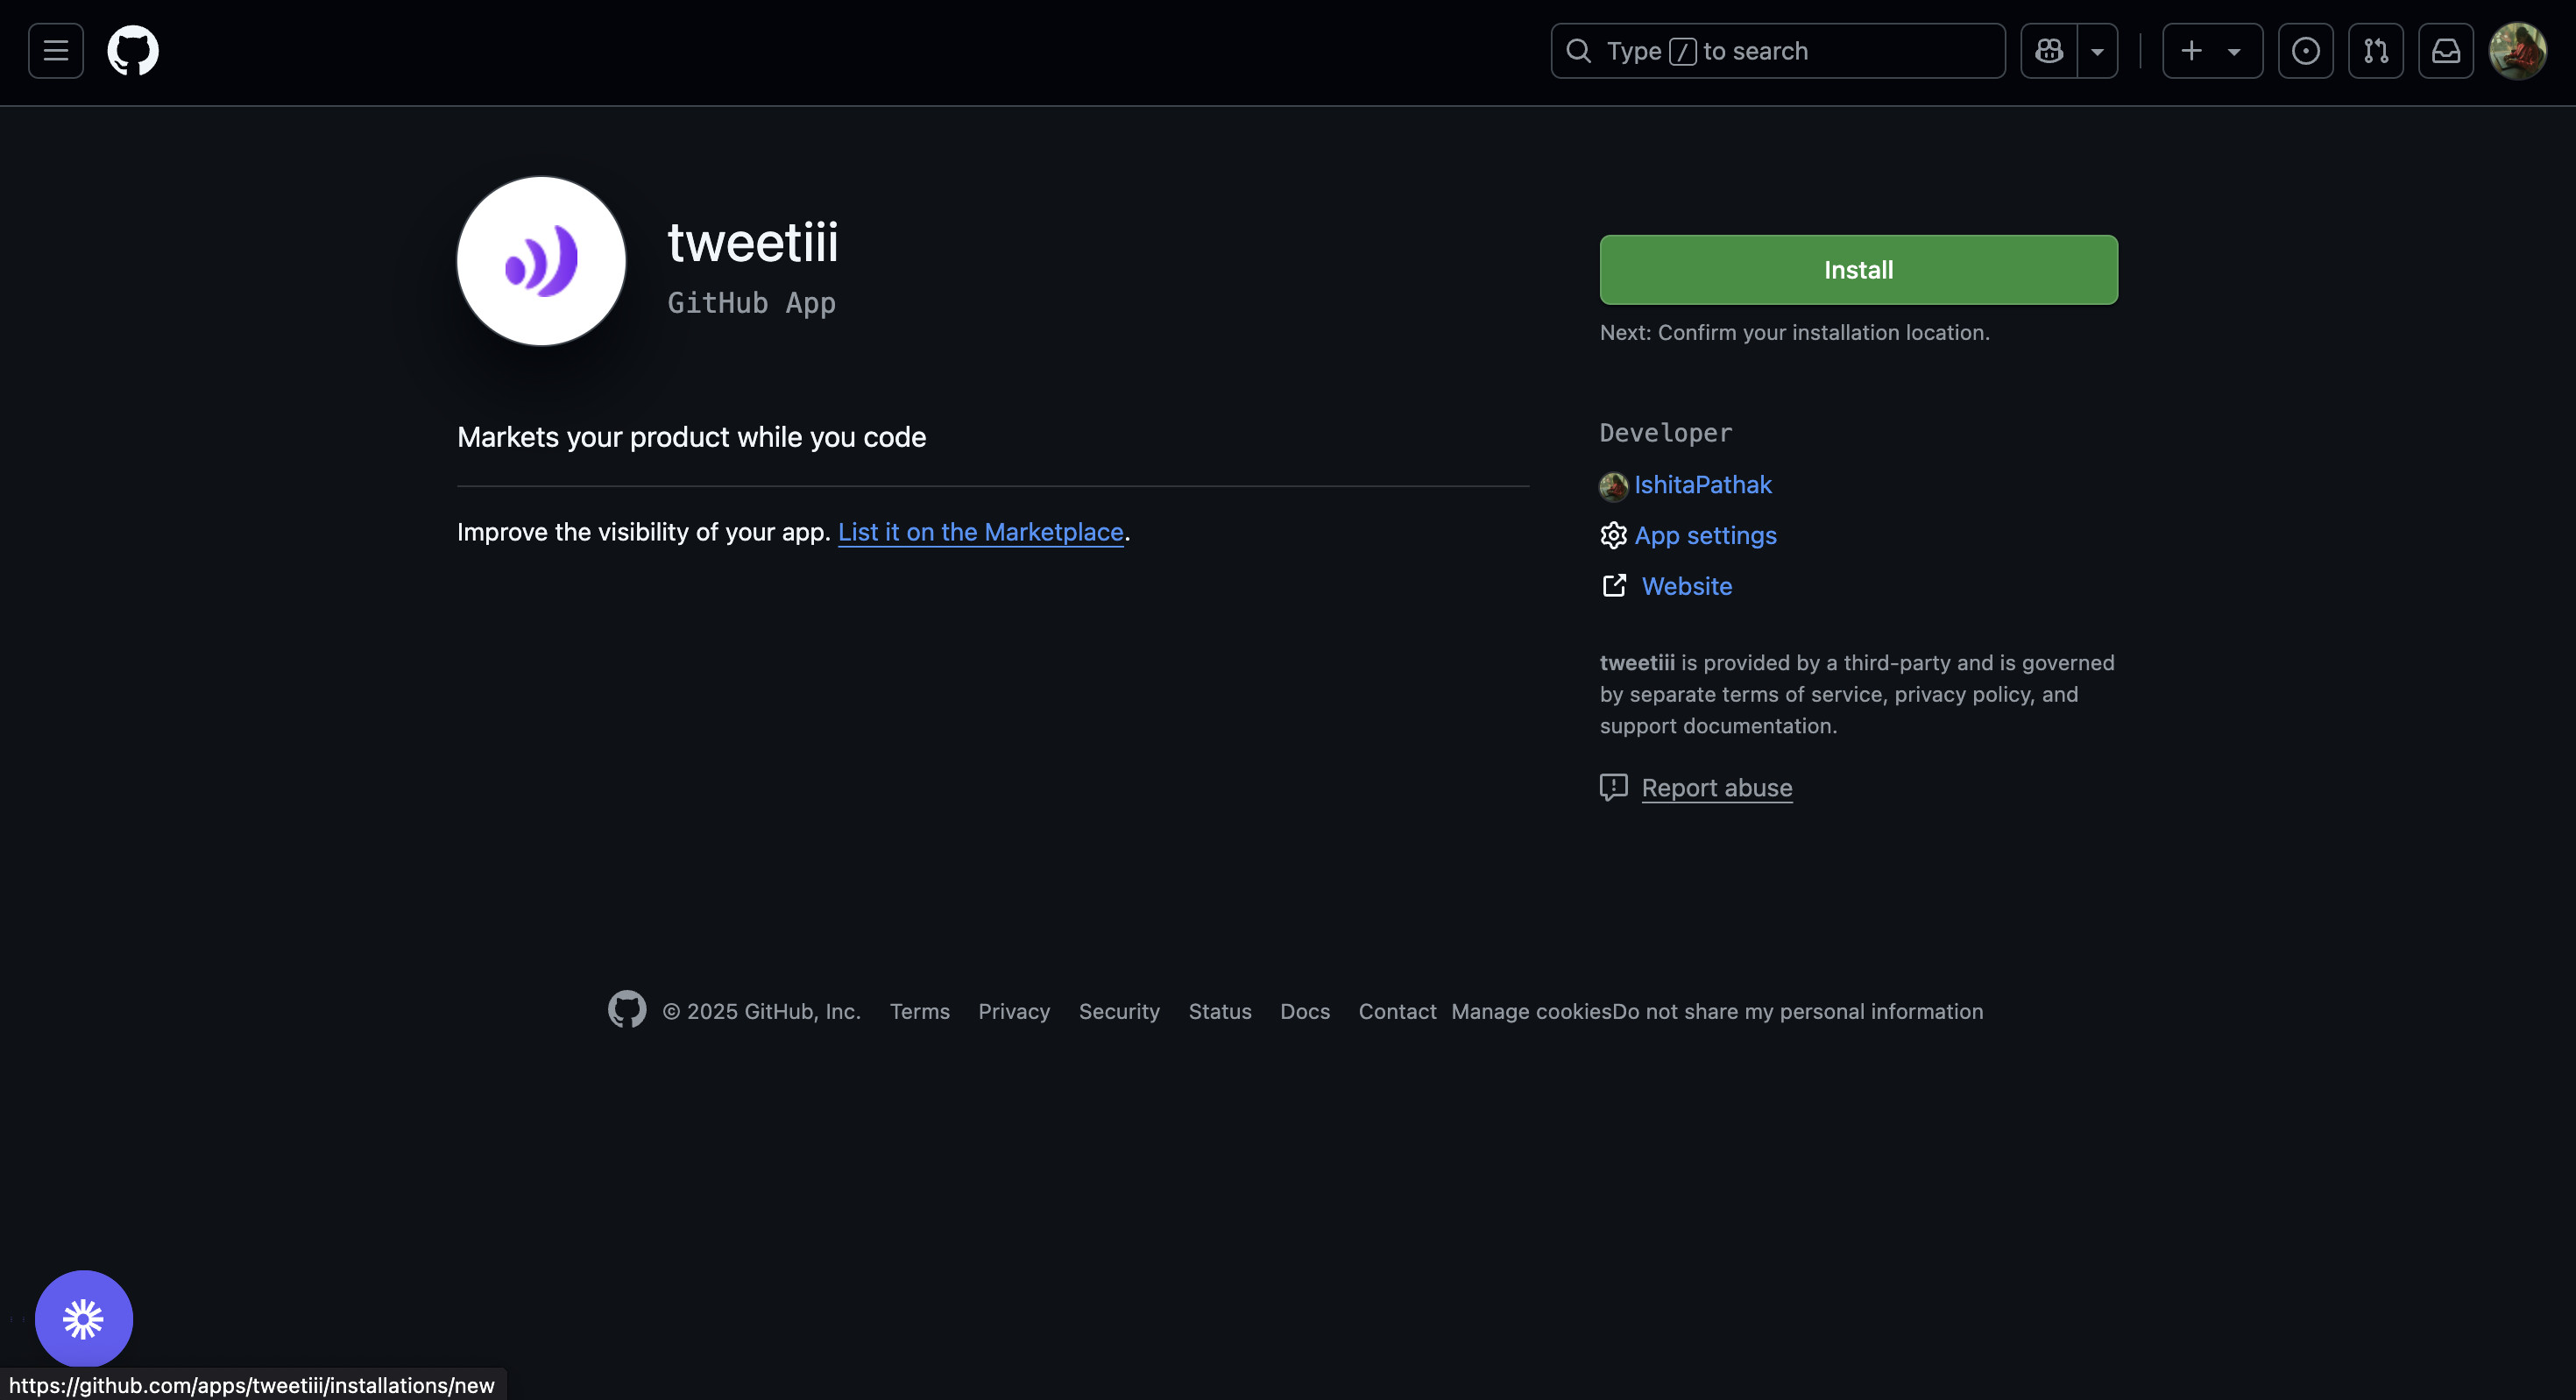 Type / to search
tweetiii
GitHub App
Install
Next: Confirm your installation location.
Markets your product while you code
Improve the visibility of your app. List it on the Marketplace.
Developer
IshitaPathak
App settings
Website
tweetiii is provided by a third-party and is governed
by separate terms of service, privacy policy, and
support documentation.
Report abuse
© 2025 GitHub, Inc. Terms Privacy Security Status Docs Contact Manage cookiesDo not share my personal information
https://github.com/apps/tweetiii/installations/new